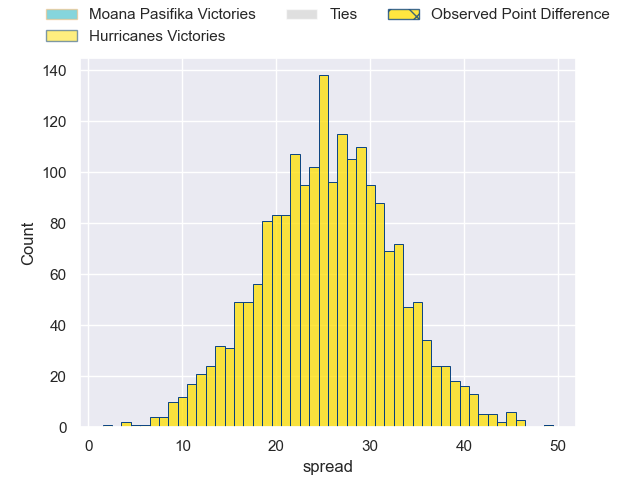 Moana Pasifika Victories
Hurricanes Victories
Ties
Observed Point Difference
140
120
100
80
60
40
20
0
Count
0 10 20 30 40 50
spread